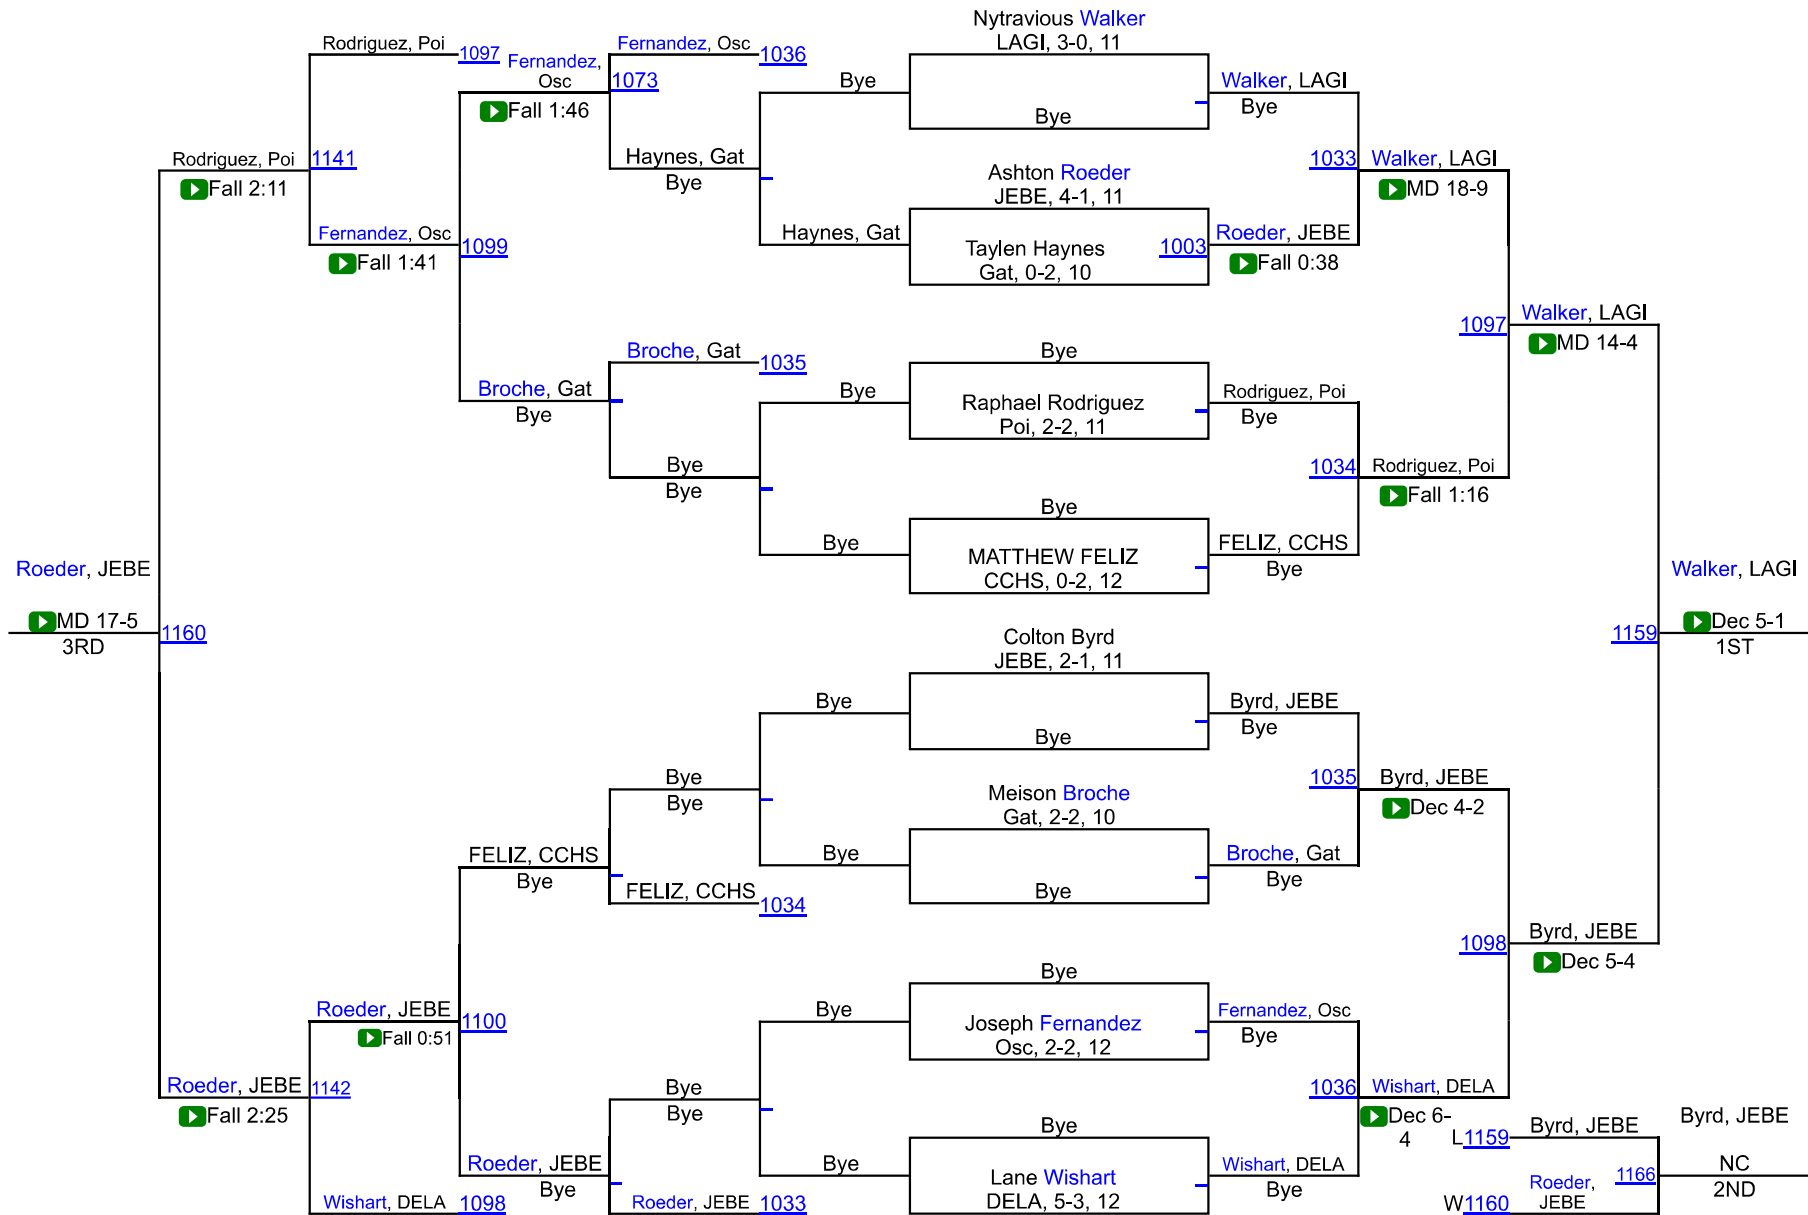 Nytravious Walker
LAGI, 3-0, 11
Rodriguez, Poi
1097
Fernandez,
Osc
Fernandez, Osc
1036
1073
Fall 1:46
Bye
Bye
Walker, LAGI
Bye
Rodriguez, Poi
1141
Fall 2:11
Haynes, Gat
Bye
Ashton Roeder
JEBE, 4-1, 11
1033
Walker, LAGI
MD 18-9
Fernandez, Osc
1099
Fall 1:41
Haynes, Gat
Taylen Haynes
Gat, 0-2, 10
1003
Roeder, JEBE
Fall 0:38
1097
Walker, LAGI
MD 14-4
Broche, Gat
1035
Bye
Broche, Gat
Bye
Bye
Raphael Rodriguez
Poi, 2-2, 11
Rodriguez, Poi
Bye
Bye
Bye
1034
Rodriguez, Poi
Fall 1:16
Bye
Bye
MATTHEW FELIZ
CCHS, 0-2, 12
FELIZ, CCHS
Bye
Roeder, JEBE
MD 17-5
3RD
1160
Walker, LAGI
1159
Dec 5-1
1ST
Colton Byrd
JEBE, 2-1, 11
Bye
Bye
Byrd, JEBE
Bye
Bye
Bye
Meison Broche
Gat, 2-2, 10
1035
Byrd, JEBE
Dec 4-2
FELIZ, CCHS
Bye
Bye
Bye
Broche, Gat
Bye
FELIZ, CCHS
1034
1098
Byrd, JEBE
Dec 5-4
Bye
Roeder, JEBE
1100
Fall 0:51
Bye
Joseph Fernandez
Osc, 2-2, 12
Fernandez, Osc
Bye
Roeder, JEBE
1142
Fall 2:25
Bye
Bye
1036
Wishart, DELA
Dec 6-
4
Bye
Roeder, JEBE
Bye
Bye
Lane Wishart
DELA, 5-3, 12
Wishart, DELA
Bye
Wishart, DELA
1098
Roeder, JEBE
1033
L1159
Byrd, JEBE
Byrd, JEBE
1166
NC
2ND
W1160
Roeder,
JEBE